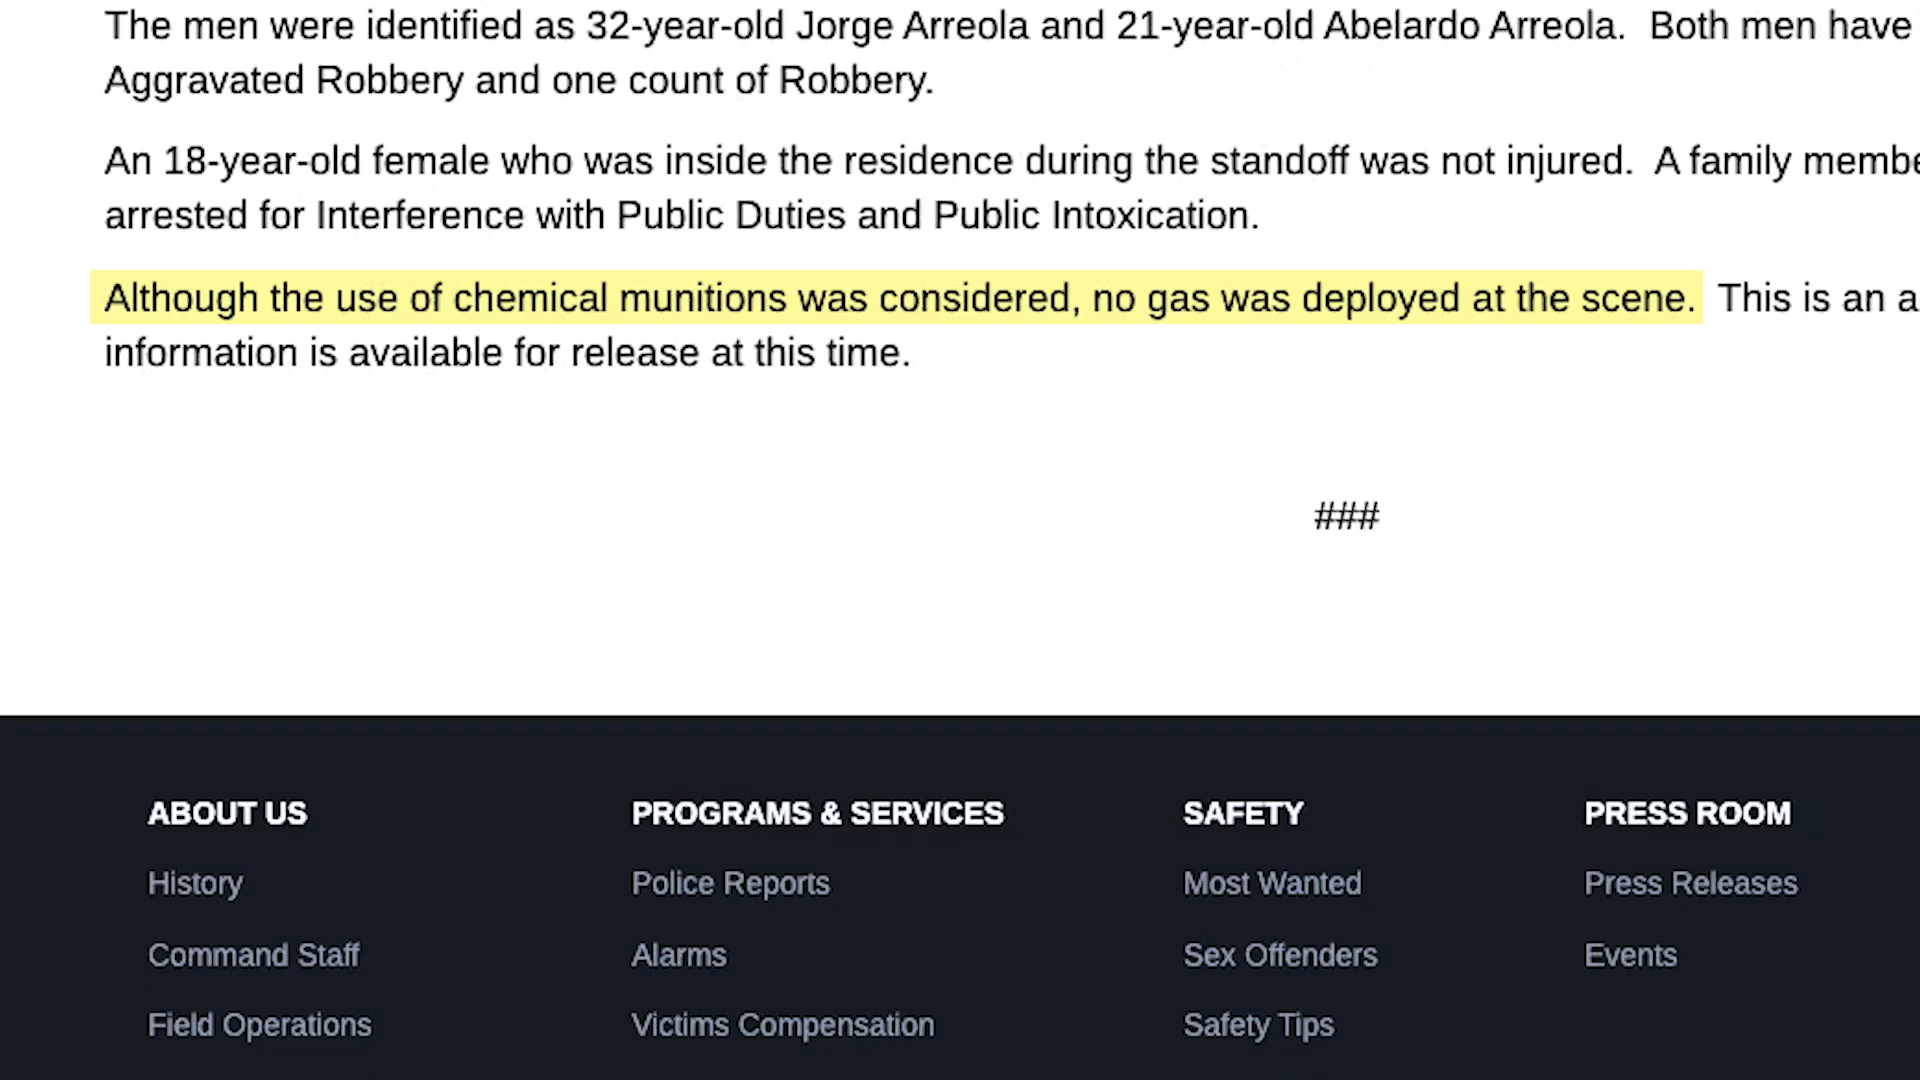 The men were identified as 32-year-old Jorge Arreola and 21-year-old Abelardo Arreola.  Both men have
Aggravated Robbery and one count of Robbery.
An 18-year-old female who was inside the residence during the standoff was not injured.  A family membe
arrested for Interference with Public Duties and Public Intoxication.
Although the use of chemical munitions was considered, no gas was deployed at the scene.  This is an a
information is available for release at this time.
###
ABOUT US PROGRAMS & SERVICES SAFETY PRESS ROOM
History Police Reports Most Wanted Press Releases
Command Staff Alarms Sex Offenders Events
Field Operations Victims Compensation Safety Tips